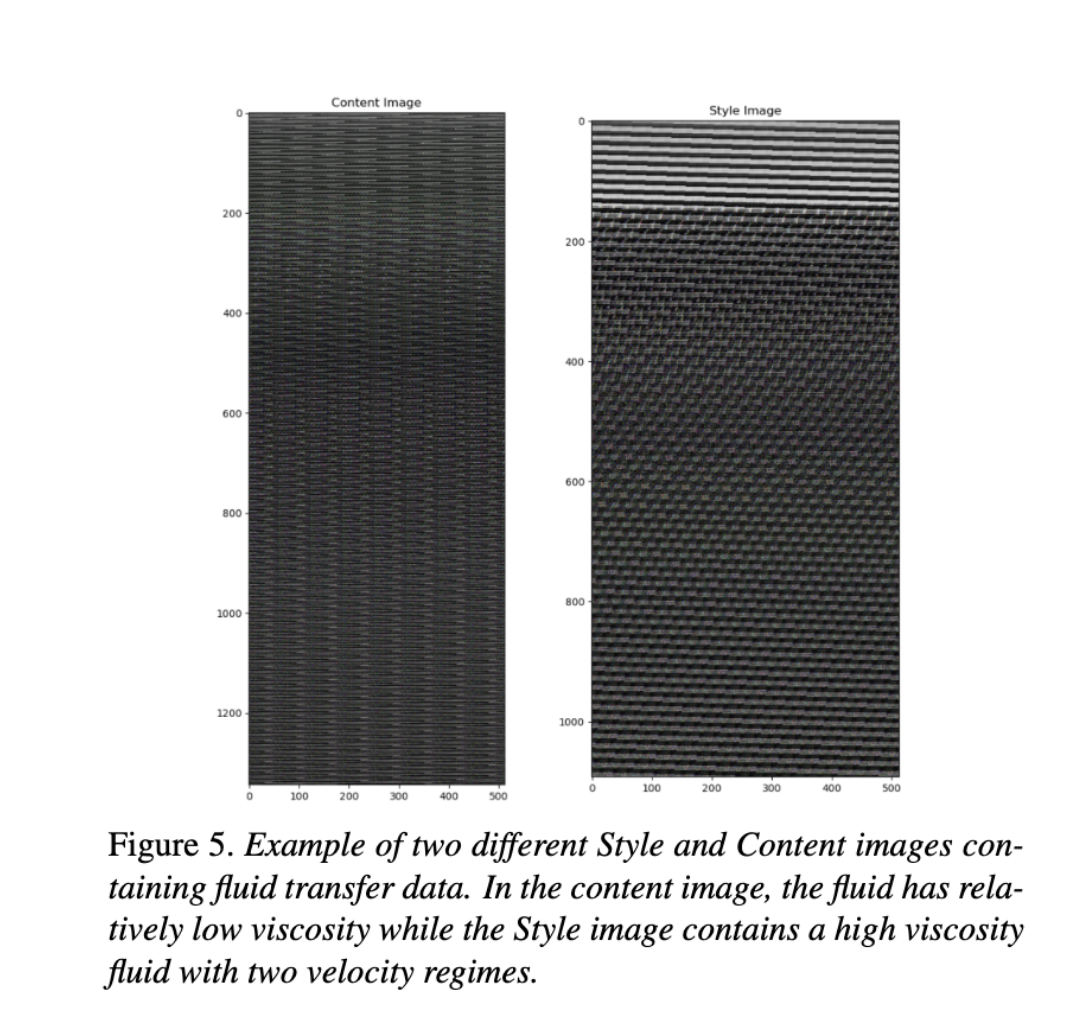 Content Image
Style Image
0
200
400
600
800
1000
1200
0 100 200 300 400 500
0
200
400
600
800
1000
0 100 200 300 400 500
Figure 5. Example of two different Style and Content images con-
taining fluid transfer data. In the content image, the fluid has rela-
tively low viscosity while the Style image contains a high viscosity
fluid with two velocity regimes.